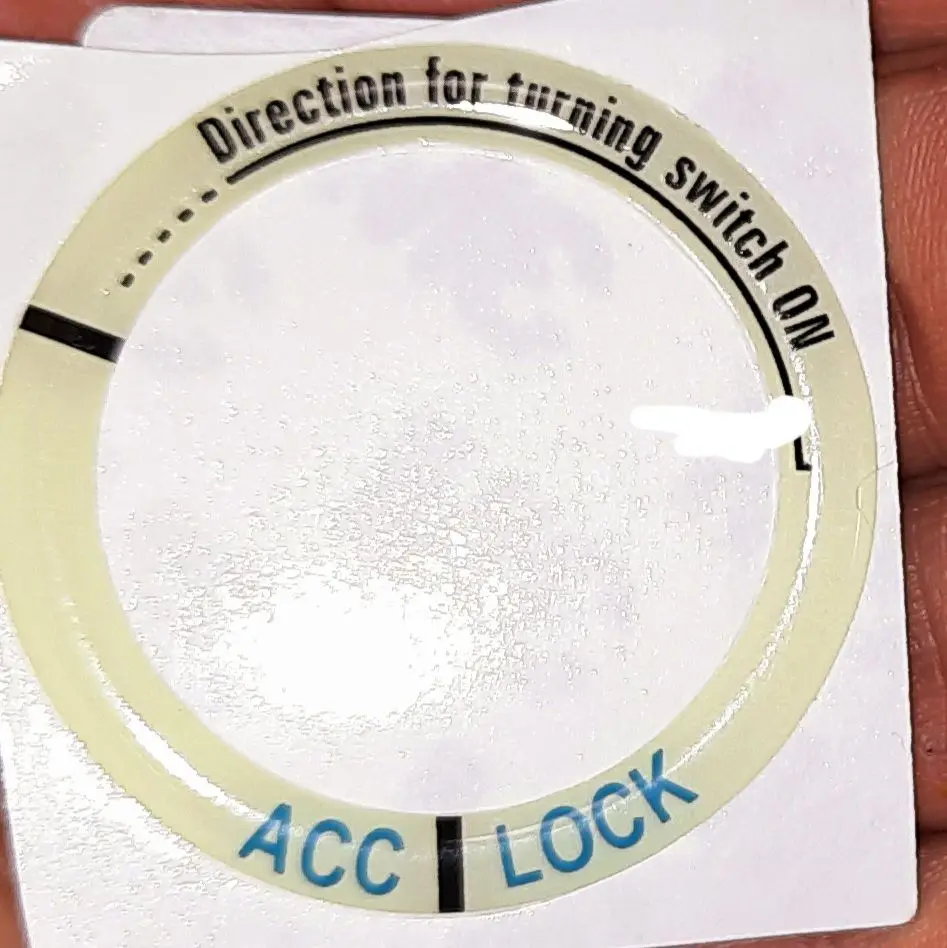 Direction for turning switch ON
ACC
LOCK